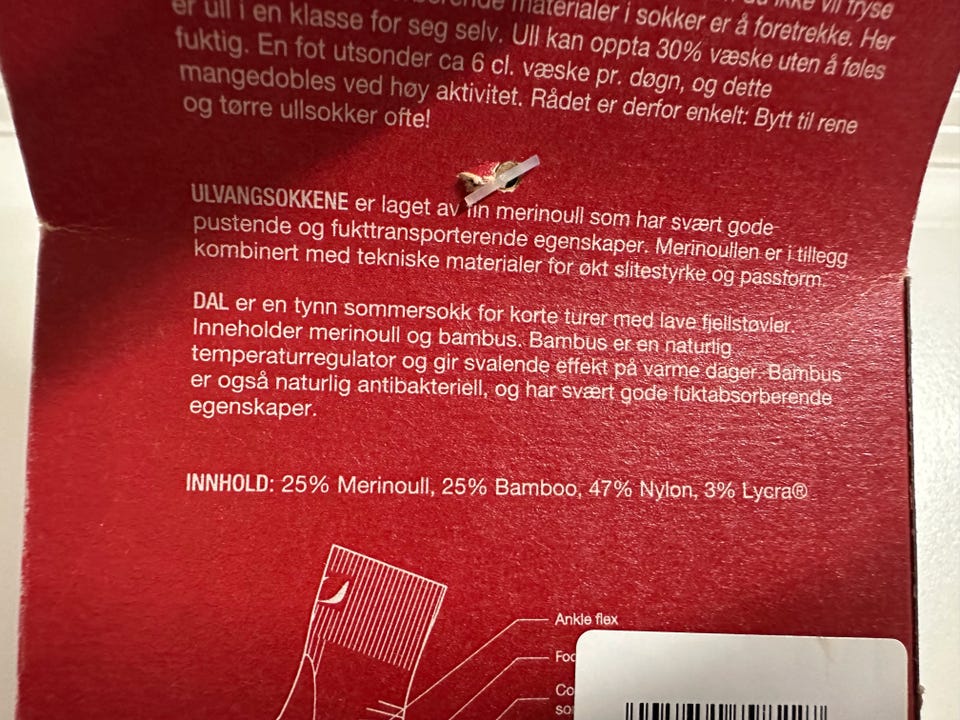 materialer i sokker er å foretrekke. Her
er ull i en klasse for seg selv. Ull kan oppta 30% væske uten å føles
fuktig. En fot utsonder ca 6 cl. væske pr. døgn, og dette
mangedobles ved høy aktivitet. Rådet er derfor enkelt: Bytt til rene
og tørre ullsokker ofte!
ULVANGSOKKENE er laget av fin merinoull som har svært gode
pustende og fukttransporterende egenskaper. Merinoullen er i tillegg
kombinert med tekniske materialer for økt slitestyrke og passform.
DAL er en tynn sommersokk for korte turer med lave fjellstøvler.
Inneholder merinoull og bambus. Bambus er en naturlig
temperaturregulator og gir svalende effekt på varme dager. Bambus
er også naturlig antibakteriell, og har svært gode fuktabsorberende
egenskaper.
INNHOLD: 25% Merinoull, 25% Bamboo, 47% Nylon, 3% Lycra®
Ankle flex